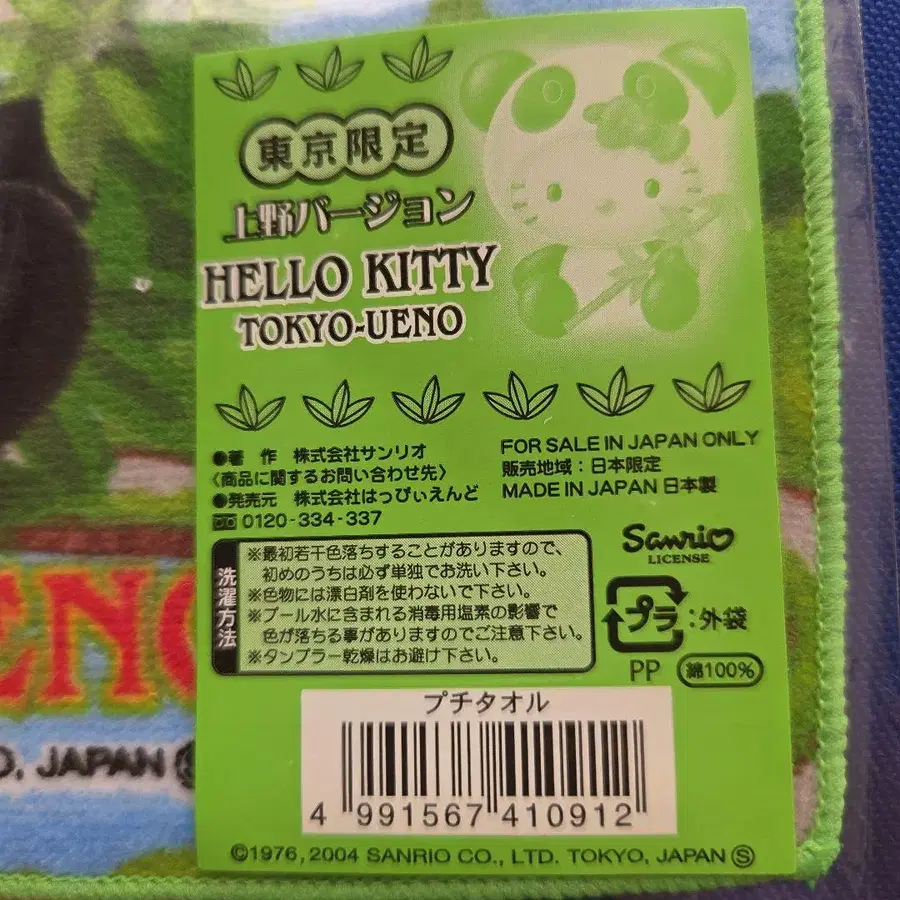 東京限定
上野バージョン
HELLO KITTY
TOKYO-UENO
●著　作　株式会社サンリオ
〈商品に関するお問い合わせ先〉
●発売元　株式会社はっぴぃえんど
0120-334-337
FOR SALE IN JAPAN ONLY
販売地域：日本限定
MADE IN JAPAN 日本製
洗濯方法
※最初若干色落ちすることがありますので、
初めのうちは必ず単独でお洗い下さい。
※色物には漂白剤を使わないで下さい。
※プール水に含まれる消毒用塩素の影響で
色が落ちる事がありますのでご注意下さい。
※タンブラー乾燥はお避け下さい。
Sanrio
LICENSE
プラ：外袋
PP 綿100%
プチタオル
4 991567 410912
©1976, 2004 SANRIO CO., LTD. TOKYO, JAPAN Ⓢ
ENO
O, JAPAN